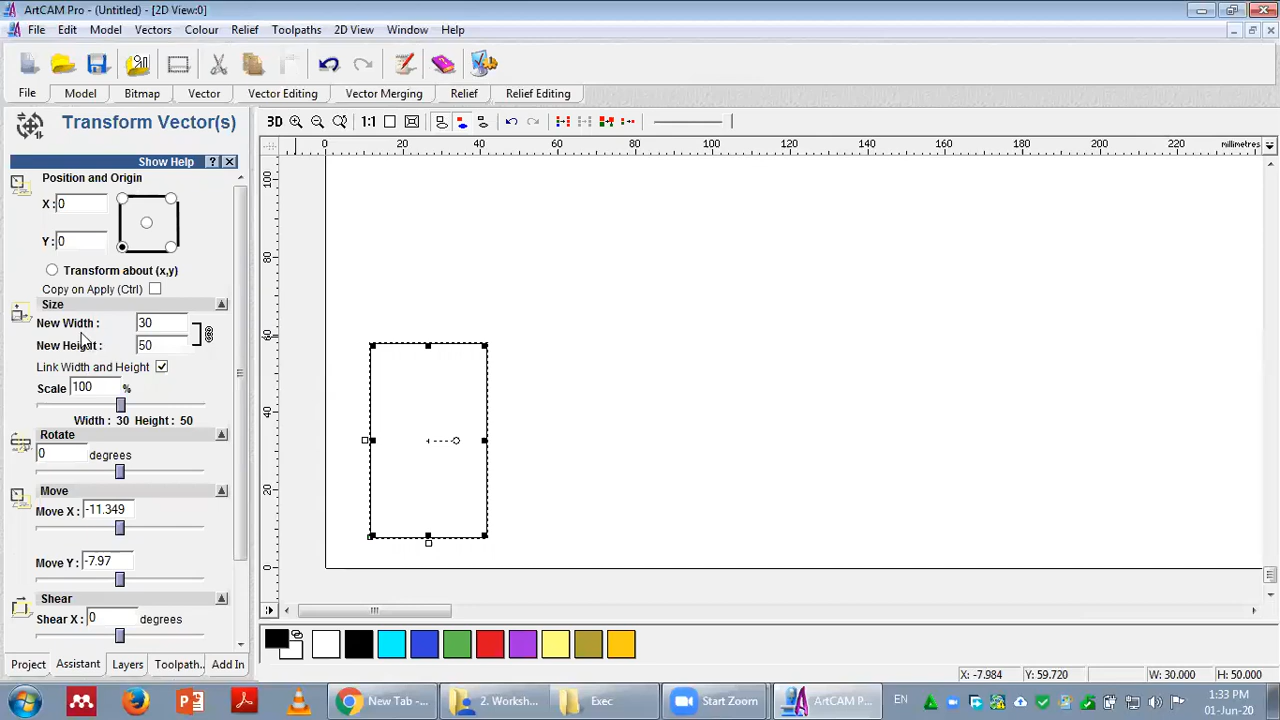 ArtCAM Pro - (Untitled) - [2D View:0]
File Edit Model Vectors Colour Relief Toolpaths 2D View Window Help
File Model Bitmap Vector Vector Editing Vector Merging Relief Relief Editing
Transform Vector(s)
3D 1:1
Show Help ? ×
0 20 40 60 80 100 120 140 160 180 200 220 millimetres
Position and Origin
X : 0
Y : 0
Transform about (x,y)
Copy on Apply (Ctrl)
Size
New Width : 30
New Height : 50
Link Width and Height
Scale 100 %
Width : 30 Height : 50
Rotate
0 degrees
Move
Move X : -11.349
Move Y : -7.97
Shear
Shear X : 0 degrees
100
80
60
40
20
0
Project Assistant Layers Toolpath... Add In
X: -7.984 Y: 59.720 W: 30.000 H: 50.000
New Tab -... 2. Worksh... Exec Start Zoom ArtCAM P... EN 1:33 PM
01-Jun-20